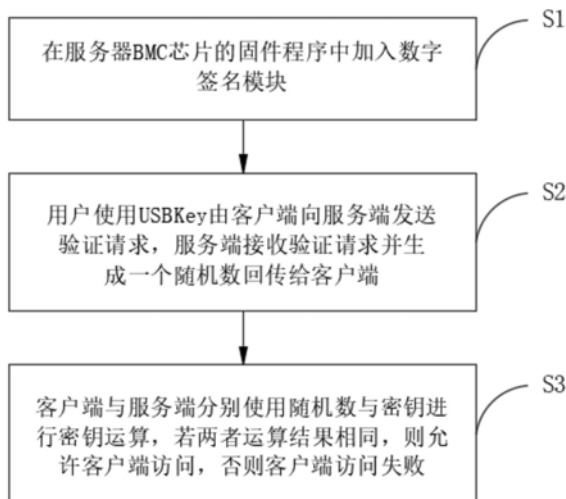 S1
在服务器BMC芯片的固件程序中加入数字
签名模块
S2
用户使用USBKey由客户端向服务端发送
验证请求，服务端接收验证请求并生
成一个随机数回传给客户端
S3
客户端与服务端分别使用随机数与密钥进
行密钥运算，若两者运算结果相同，则允
许客户端访问，否则客户端访问失败